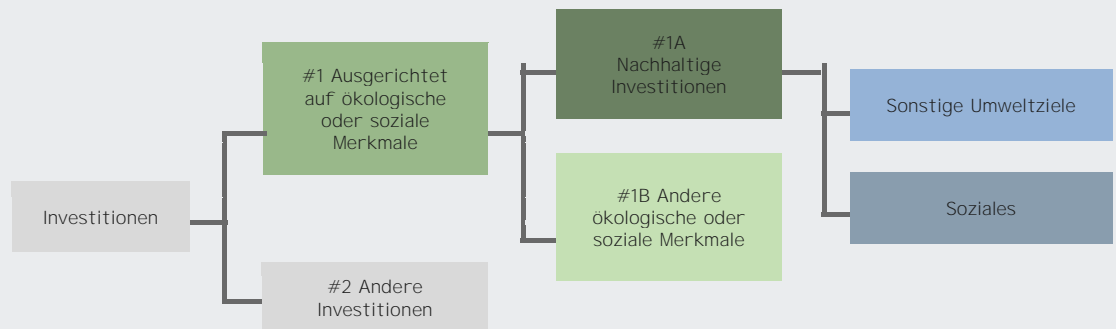 #1A
Nachhaltige
Investitionen
#1 Ausgerichtet
auf ökologische
oder soziale
Merkmale
Sonstige Umweltziele
Investitionen
#1B Andere
ökologische oder
soziale Merkmale
Soziales
#2 Andere
Investitionen